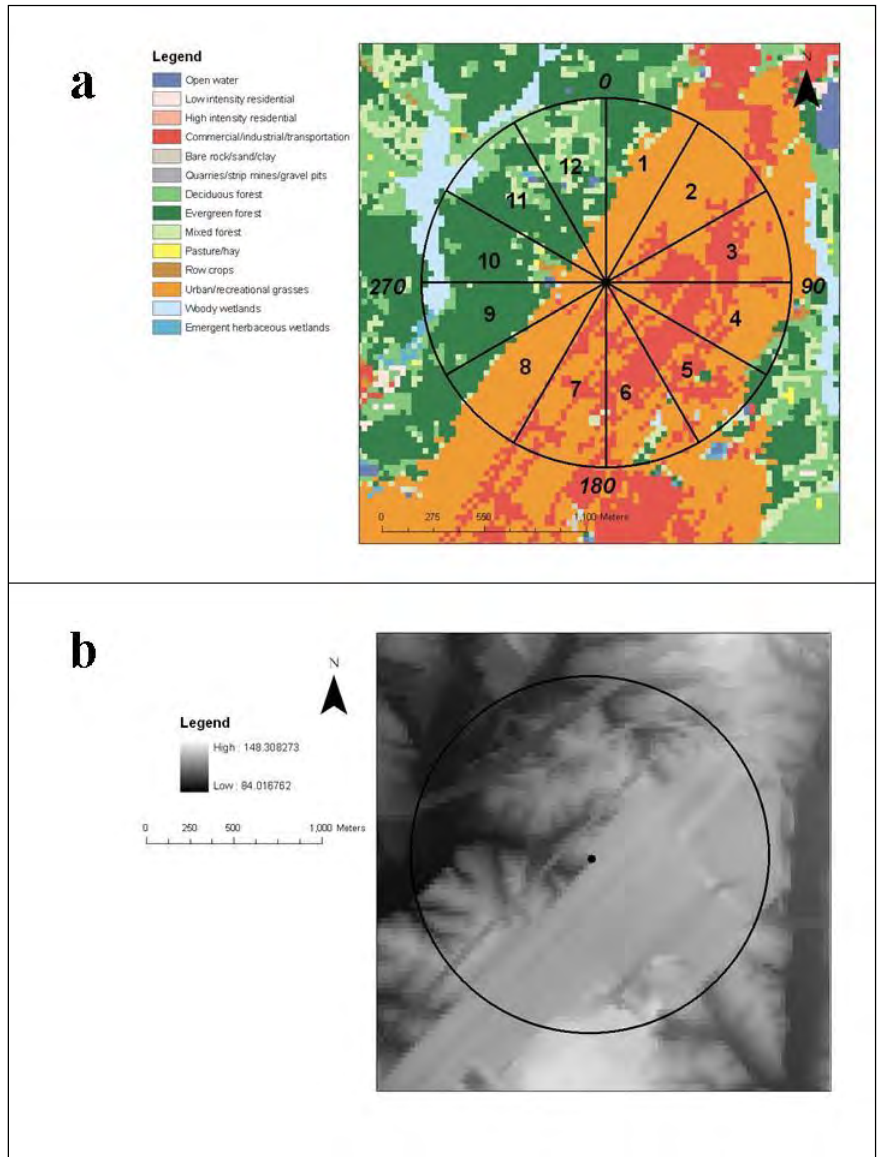 a
Legend
Open water
Low intensity residential
High intensity residential
Commercial/industrial/transportation
Bare rock/sand/clay
Quarries/strip mines/gravel pits
Deciduous forest
Evergreen forest
Mixed forest
Pasture/hay
Row crops
Urban/recreational grasses
Woody wetlands
Emergent herbaceous wetlands
N
0
12
1
11
2
10
3
270
90
9
4
8
5
7
6
180
0 275 550 1,100 Meters
b
N
Legend
High : 148.308273
Low : 84.016762
0 250 500 1,000 Meters